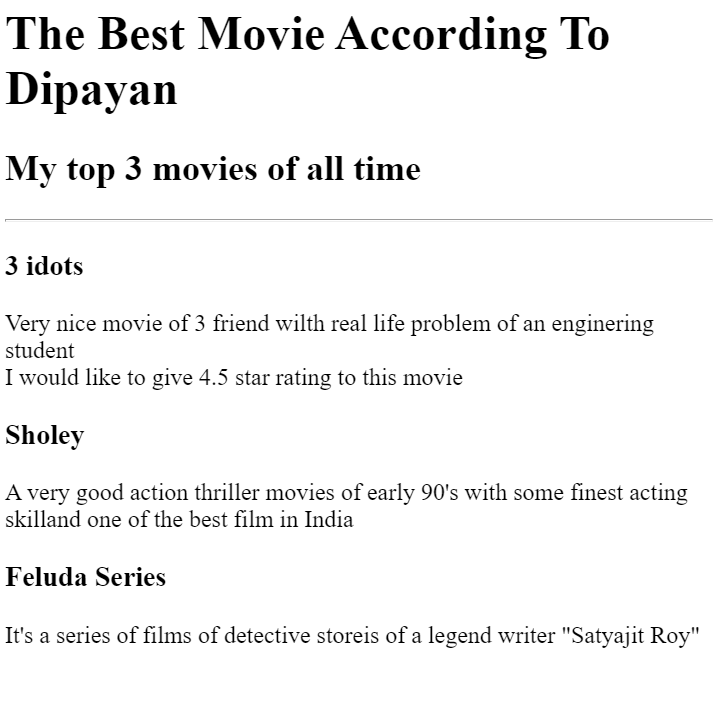 The Best Movie According To
Dipayan
My top 3 movies of all time
3 idots
Very nice movie of 3 friend wilth real life problem of an enginering
student
I would like to give 4.5 star rating to this movie
Sholey
A very good action thriller movies of early 90's with some finest acting
skilland one of the best film in India
Feluda Series
It's a series of films of detective storeis of a legend writer "Satyajit Roy"